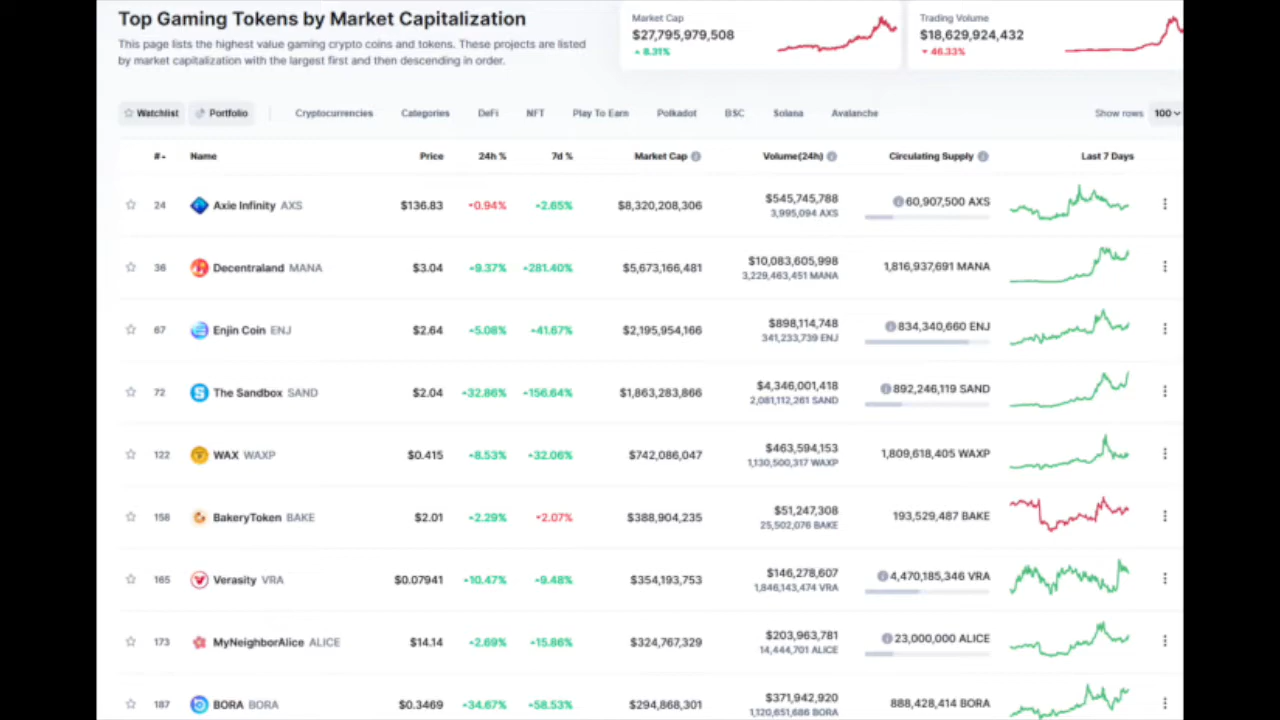 Top Gaming Tokens by Market Capitalization
This page lists the highest value gaming crypto coins and tokens. These projects are listed
by market capitalization with the largest first and then descending in order.
Market Cap
$27,795,979,508
8.31%
Trading Volume
$18,629,924,432
46.33%
Watchlist Portfolio Cryptocurrencies Categories DeFi NFT Play To Earn Polkadot BSC Solana Avalanche Show rows 100
# Name Price 24h % 7d % Market Cap Volume(24h) Circulating Supply Last 7 Days
24 Axie Infinity AXS $136.83 0.94% 2.65% $8,320,208,306 $545,745,788 60,907,500 AXS
3,995,094 AXS
36 Decentraland MANA $3.04 9.37% 281.40% $5,673,166,481 $10,083,605,998 1,816,937,691 MANA
3,229,463,451 MANA
67 Enjin Coin ENJ $2.64 5.08% 41.67% $2,195,954,166 $898,114,748 834,340,660 ENJ
341,233,739 ENJ
72 The Sandbox SAND $2.04 32.86% 156.64% $1,863,283,866 $4,346,001,418 892,246,119 SAND
2,081,112,261 SAND
122 WAX WAXP $0.415 8.53% 32.06% $742,086,047 $463,594,153 1,809,618,405 WAXP
1,130,500,317 WAXP
158 BakeryToken BAKE $2.01 2.29% 2.07% $388,904,235 $51,247,308 193,529,487 BAKE
25,502,076 BAKE
165 Verasity VRA $0.07941 10.47% 9.48% $354,193,753 $146,278,607 4,470,185,346 VRA
1,846,143,474 VRA
173 MyNeighborAlice ALICE $14.14 2.69% 15.86% $324,767,329 $203,963,781 23,000,000 ALICE
14,444,701 ALICE
187 BORA BORA $0.3469 34.67% 58.53% $294,868,301 $371,942,920 888,428,414 BORA
1,120,651,686 BORA